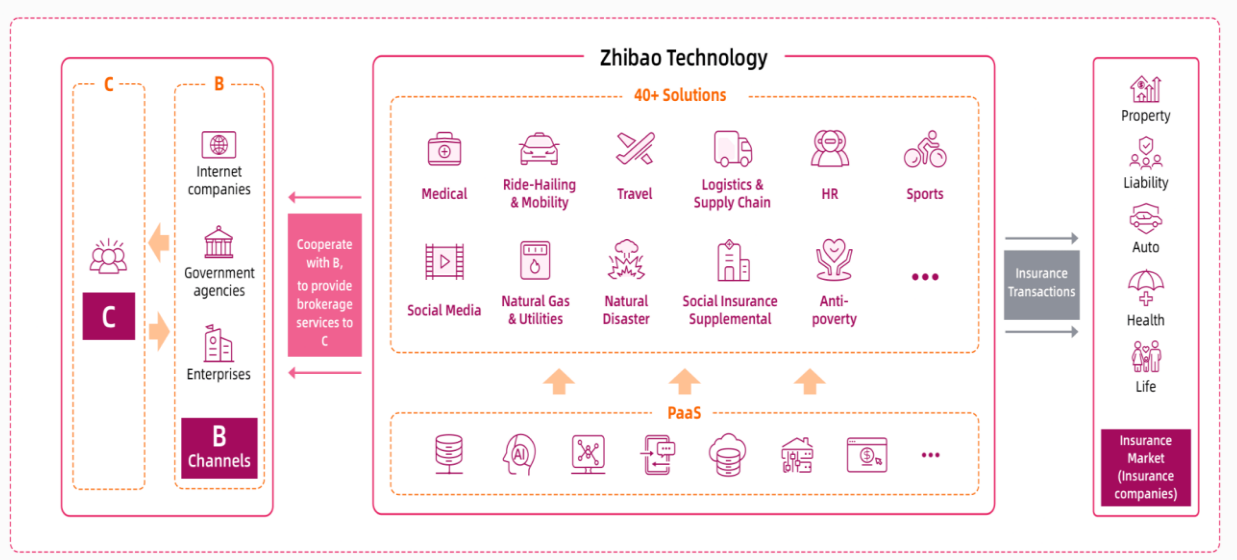 Zhibao Technology
C
B
Internet
companies
Government
agencies
Enterprises
C
B
Channels
Cooperate
with B,
to provide
brokerage
services to
C
40+ Solutions
Medical
Ride-Hailing
& Mobility
Travel
Logistics &
Supply Chain
HR
Sports
Social Media
Natural Gas
& Utilities
Natural
Disaster
Social Insurance
Supplemental
Anti-
poverty
•••
PaaS
AI
•••
Insurance
Transactions
Property
Liability
Auto
Health
Life
Insurance
Market
(Insurance
companies)